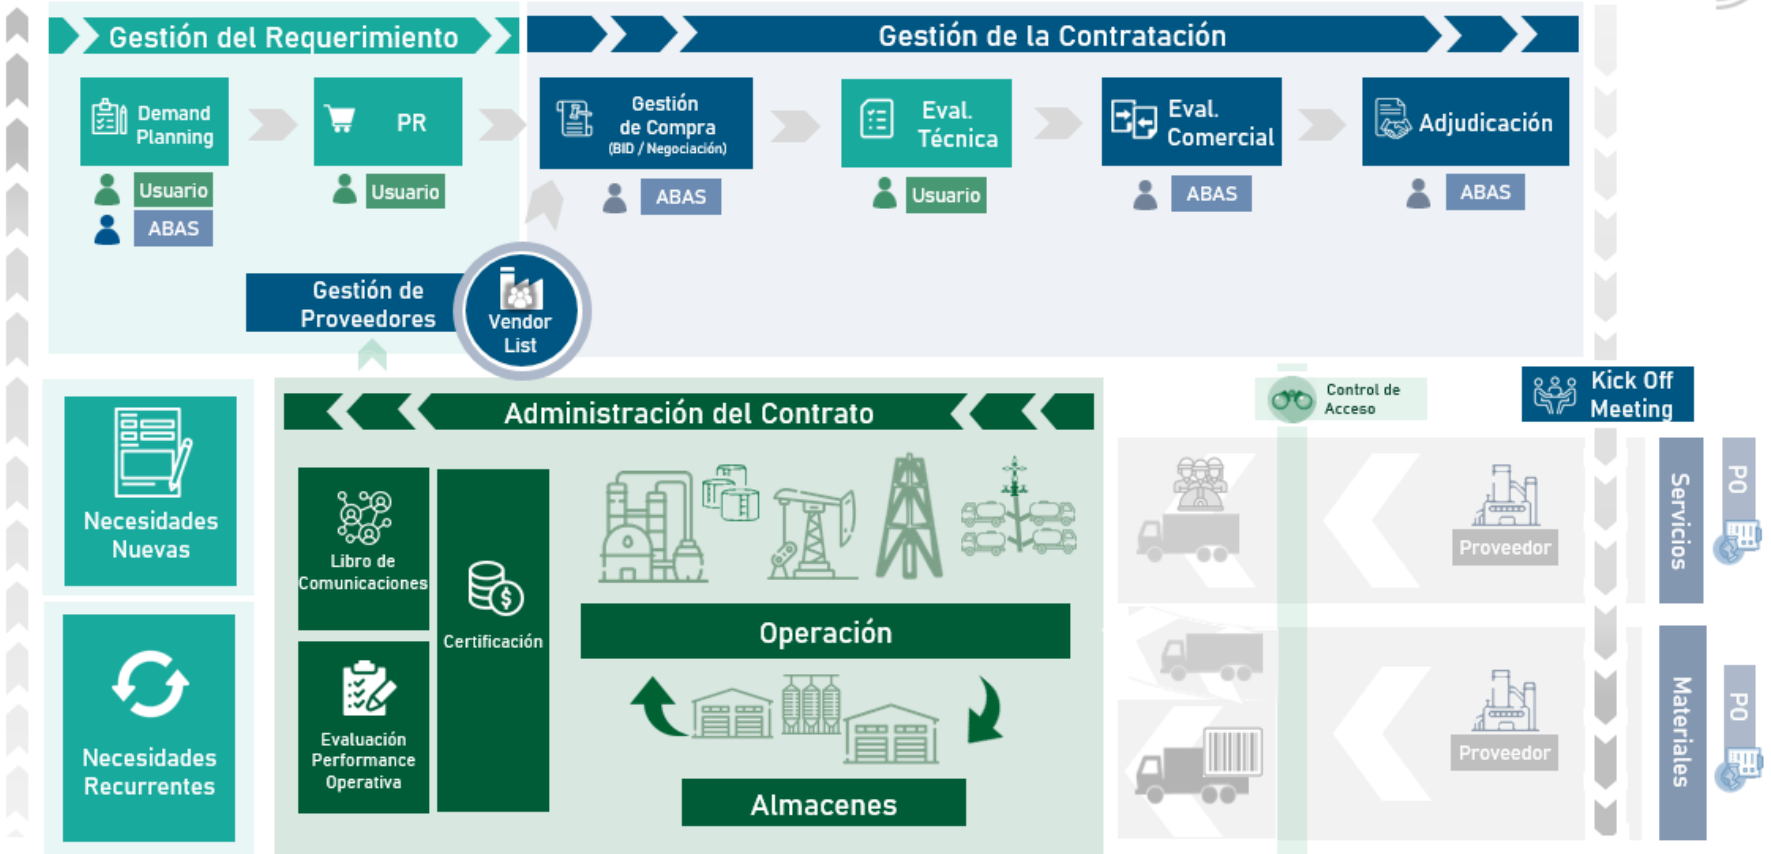 Gestión del Requerimiento
Gestión de la Contratación
Demand
Planning
PR
Gestión
de Compra
(BID / Negociación)
Eval.
Técnica
Eval.
Comercial
Adjudicación
Usuario
ABAS
Usuario
ABAS
Usuario
ABAS
ABAS
Gestión de
Proveedores
Vendor
List
Necesidades
Nuevas
Necesidades
Recurrentes
Administración del Contrato
Libro de
Comunicaciones
Certificación
Evaluación
Performance
Operativa
Operación
Almacenes
Control de
Acceso
Kick Off
Meeting
Proveedor
Servicios
PO
Proveedor
Materiales
PO